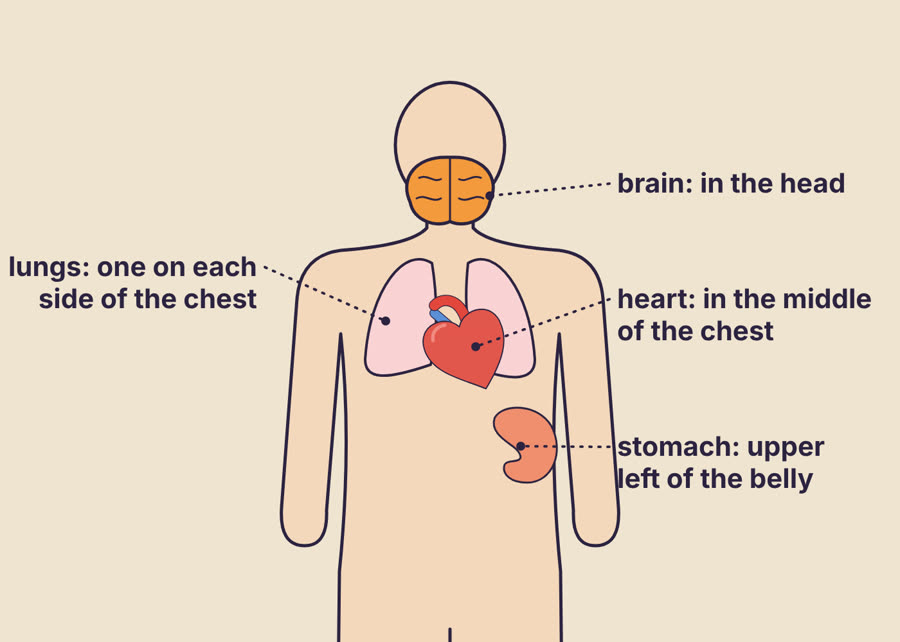 brain: in the head
lungs: one on each
side of the chest
heart: in the middle
of the chest
stomach: upper
left of the belly